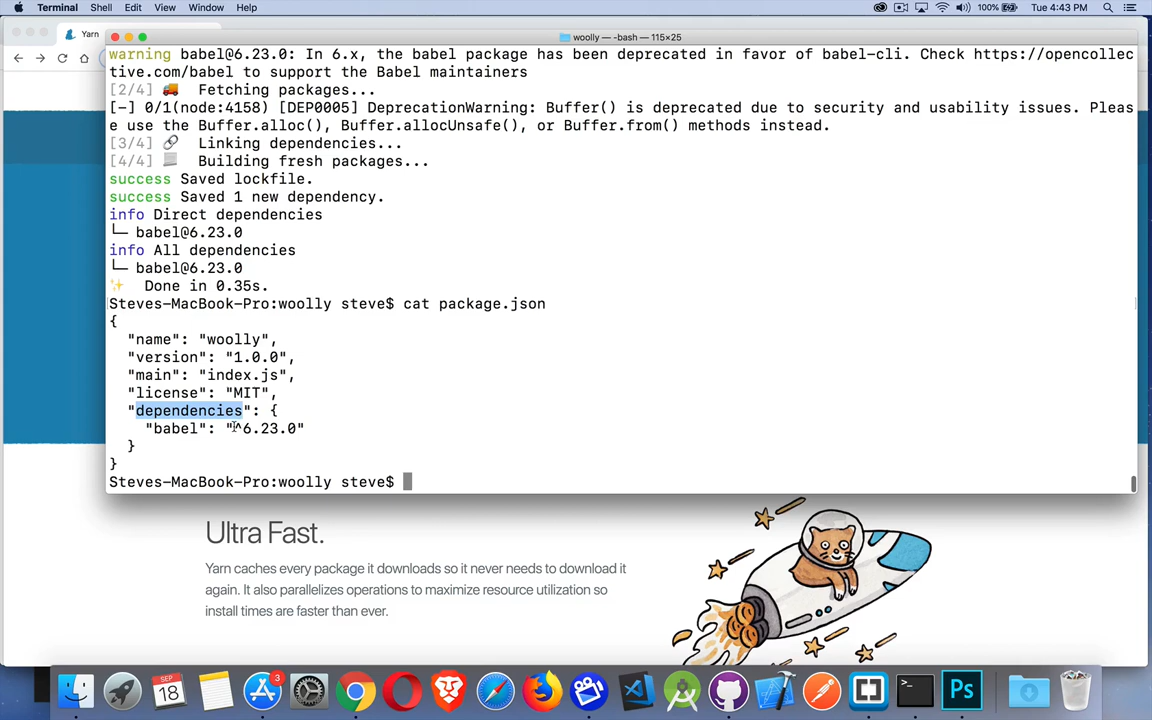 Terminal Shell Edit View Window Help 100% Tue 4:43 PM
Yarn
woolly — -bash — 115×25
warning babel@6.23.0: In 6.x, the babel package has been deprecated in favor of babel-cli. Check https://opencollec
tive.com/babel to support the Babel maintainers
[2/4] 🚚  Fetching packages...
[-] 0/1(node:4158) [DEP0005] DeprecationWarning: Buffer() is deprecated due to security and usability issues. Pleas
e use the Buffer.alloc(), Buffer.allocUnsafe(), or Buffer.from() methods instead.
[3/4] 🔗  Linking dependencies...
[4/4] 📃  Building fresh packages...
success Saved lockfile.
success Saved 1 new dependency.
info Direct dependencies
└─ babel@6.23.0
info All dependencies
└─ babel@6.23.0
✨  Done in 0.35s.
Steves-MacBook-Pro:woolly steve$ cat package.json
{
"name": "woolly",
"version": "1.0.0",
"main": "index.js",
"license": "MIT",
"dependencies": {
"babel": "^6.23.0"
}
}
Steves-MacBook-Pro:woolly steve$
Ultra Fast.
Yarn caches every package it downloads so it never needs to download it
again. It also parallelizes operations to maximize resource utilization so
install times are faster than ever.
SEP
18
3
>_
Ps